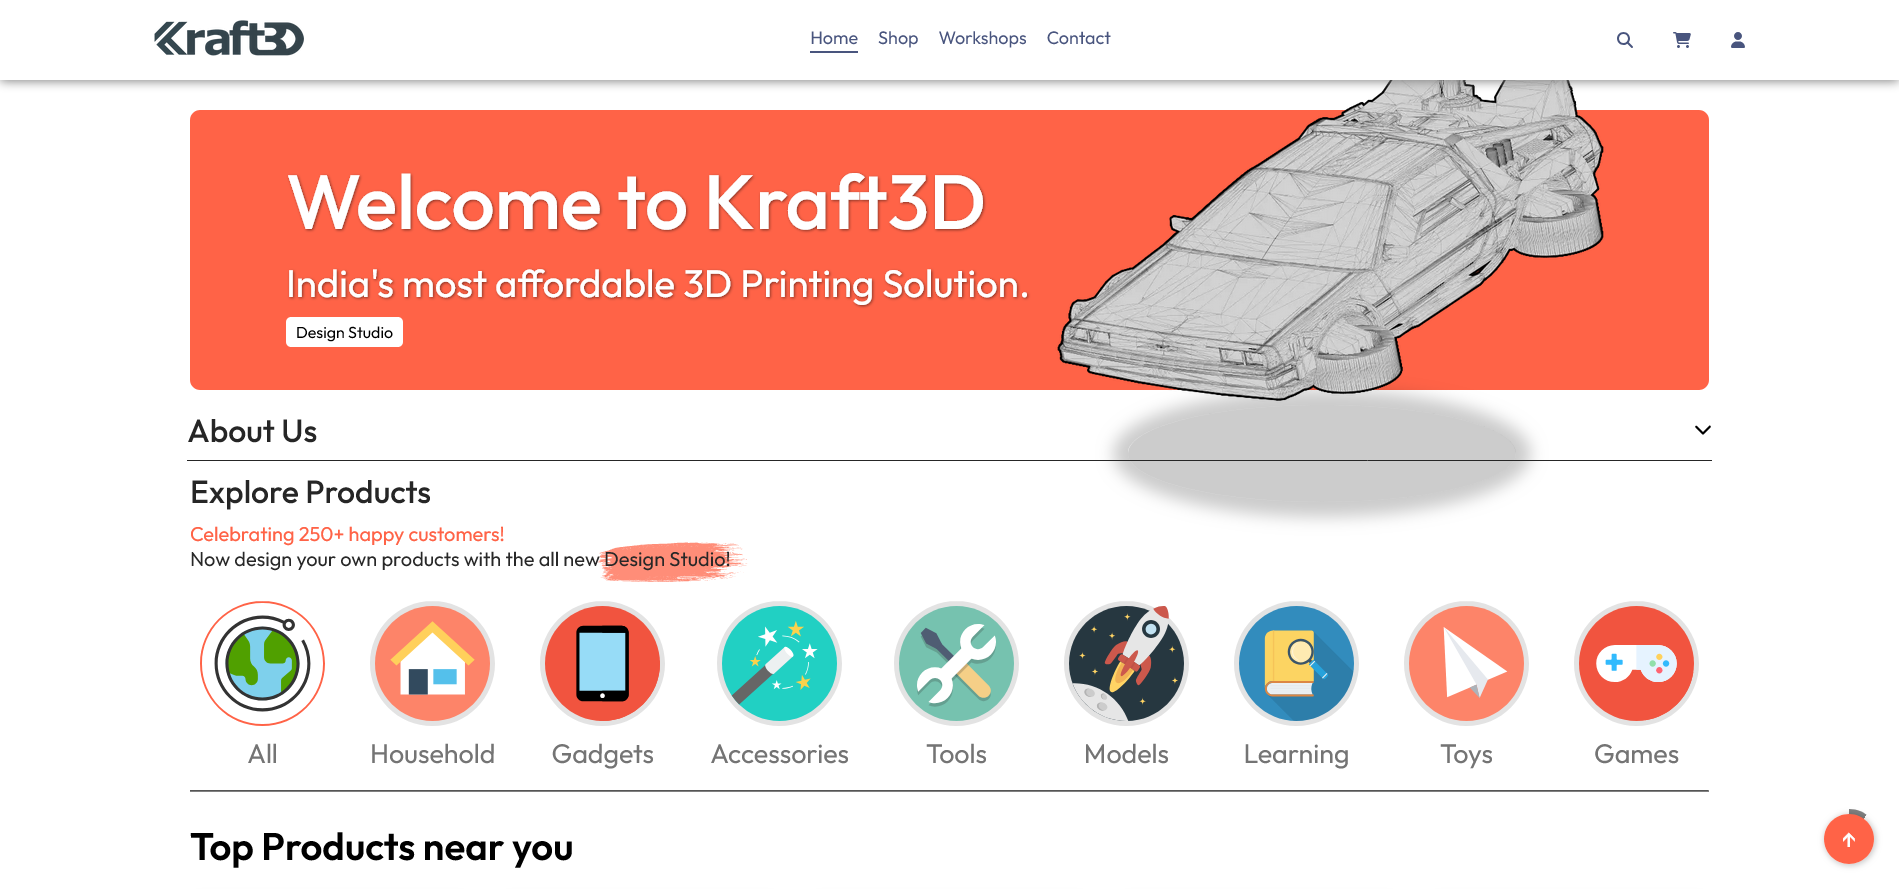 Kraft3D
Home Shop Workshops Contact
Welcome to Kraft3D
India's most affordable 3D Printing Solution.
Design Studio
About Us
Explore Products
Celebrating 250+ happy customers!
Now design your own products with the all new Design Studio!
All Household Gadgets Accessories Tools Models Learning Toys Games
Top Products near you